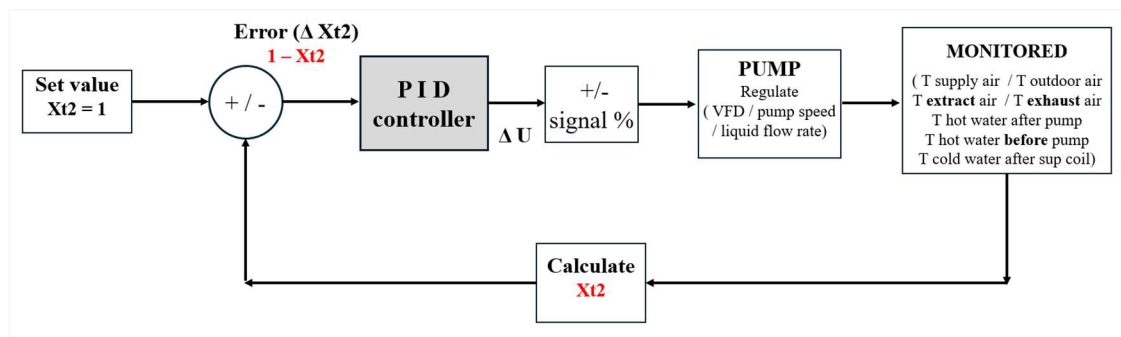 Error (Δ Xt2)
1 – Xt2
Set value
Xt2 = 1
+ / -
P I D
controller
Δ U
+/-
signal %
PUMP
Regulate
( VFD / pump speed
/ liquid flow rate)
MONITORED
( T supply air / T outdoor air
T extract air / T exhaust air
T hot water after pump
T hot water before pump
T cold water after sup coil)
Calculate
Xt2